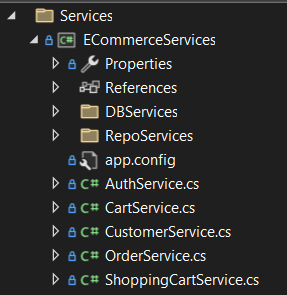 Services
C# ECommerceServices
Properties
References
DBServices
RepoServices
app.config
C# AuthService.cs
C# CartService.cs
C# CustomerService.cs
C# OrderService.cs
C# ShoppingCartService.cs